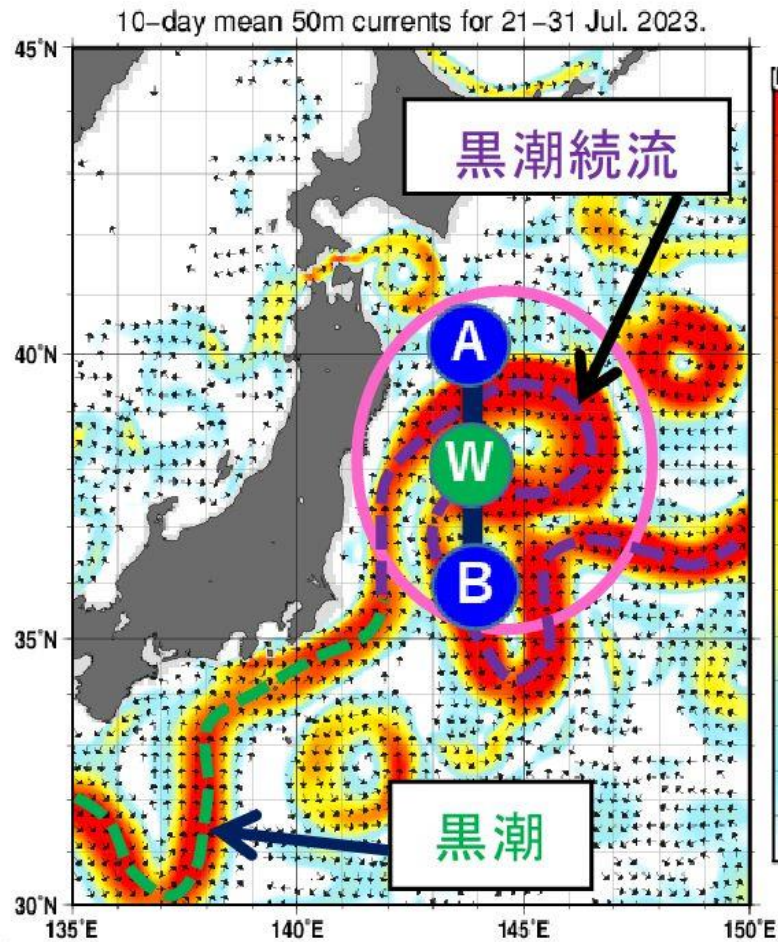 10-day mean 50m currents for 21-31 Jul. 2023.
45°N
黒潮続流
A
40°N
W
B
35°N
黒潮
30°N
135°E
140°E
145°E
150°E